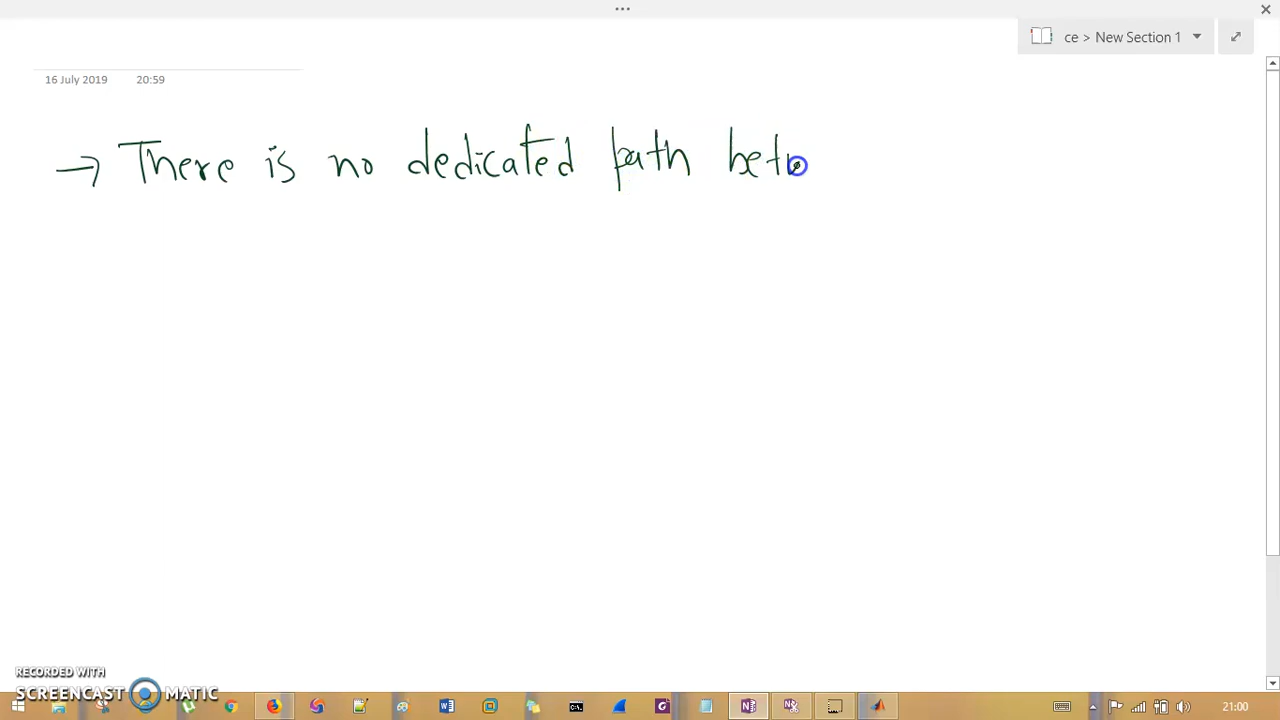 ...
ce > New Section 1
16 July 2019 20:59
→ There is no dedicated path betw
RECORDED WITH
SCREENCAST MATIC
21:00